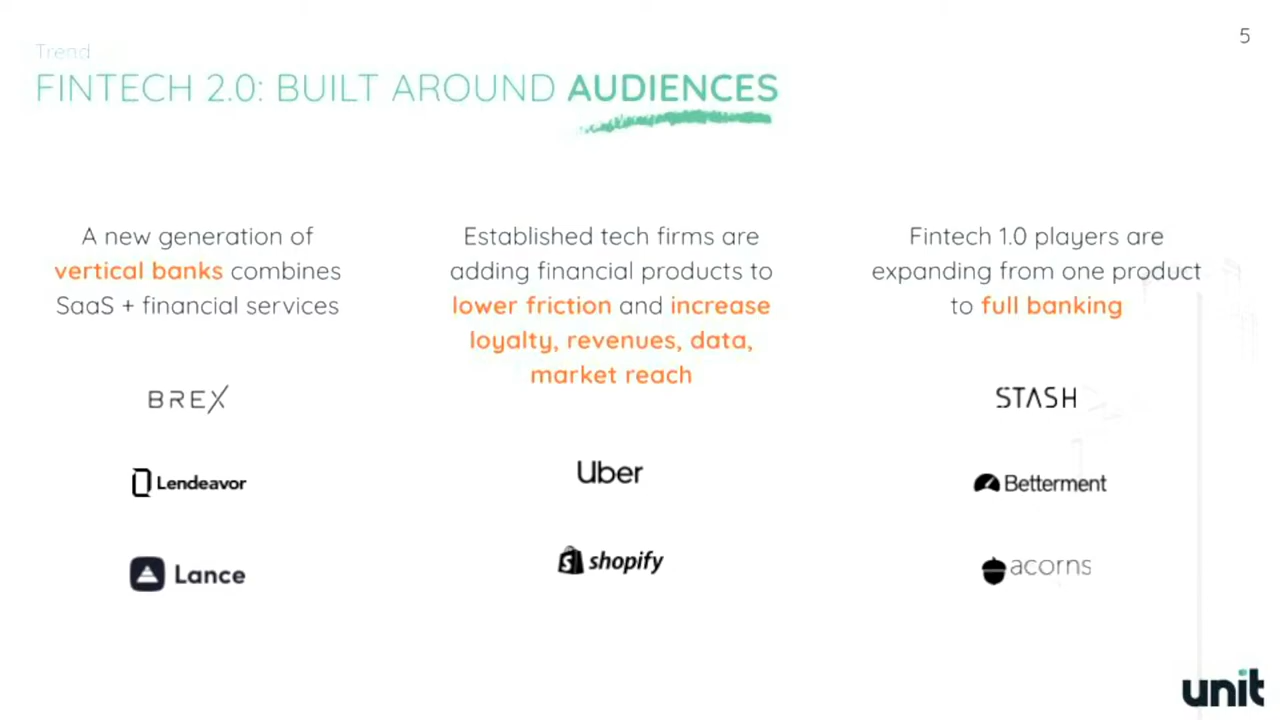 5
Trend
FINTECH 2.0: BUILT AROUND AUDIENCES
A new generation of
vertical banks combines
SaaS + financial services
BREX
Lendeavor
Lance
Established tech firms are
adding financial products to
lower friction and increase
loyalty, revenues, data,
market reach
Uber
shopify
Fintech 1.0 players are
expanding from one product
to full banking
STASH
Betterment
acorns
unit